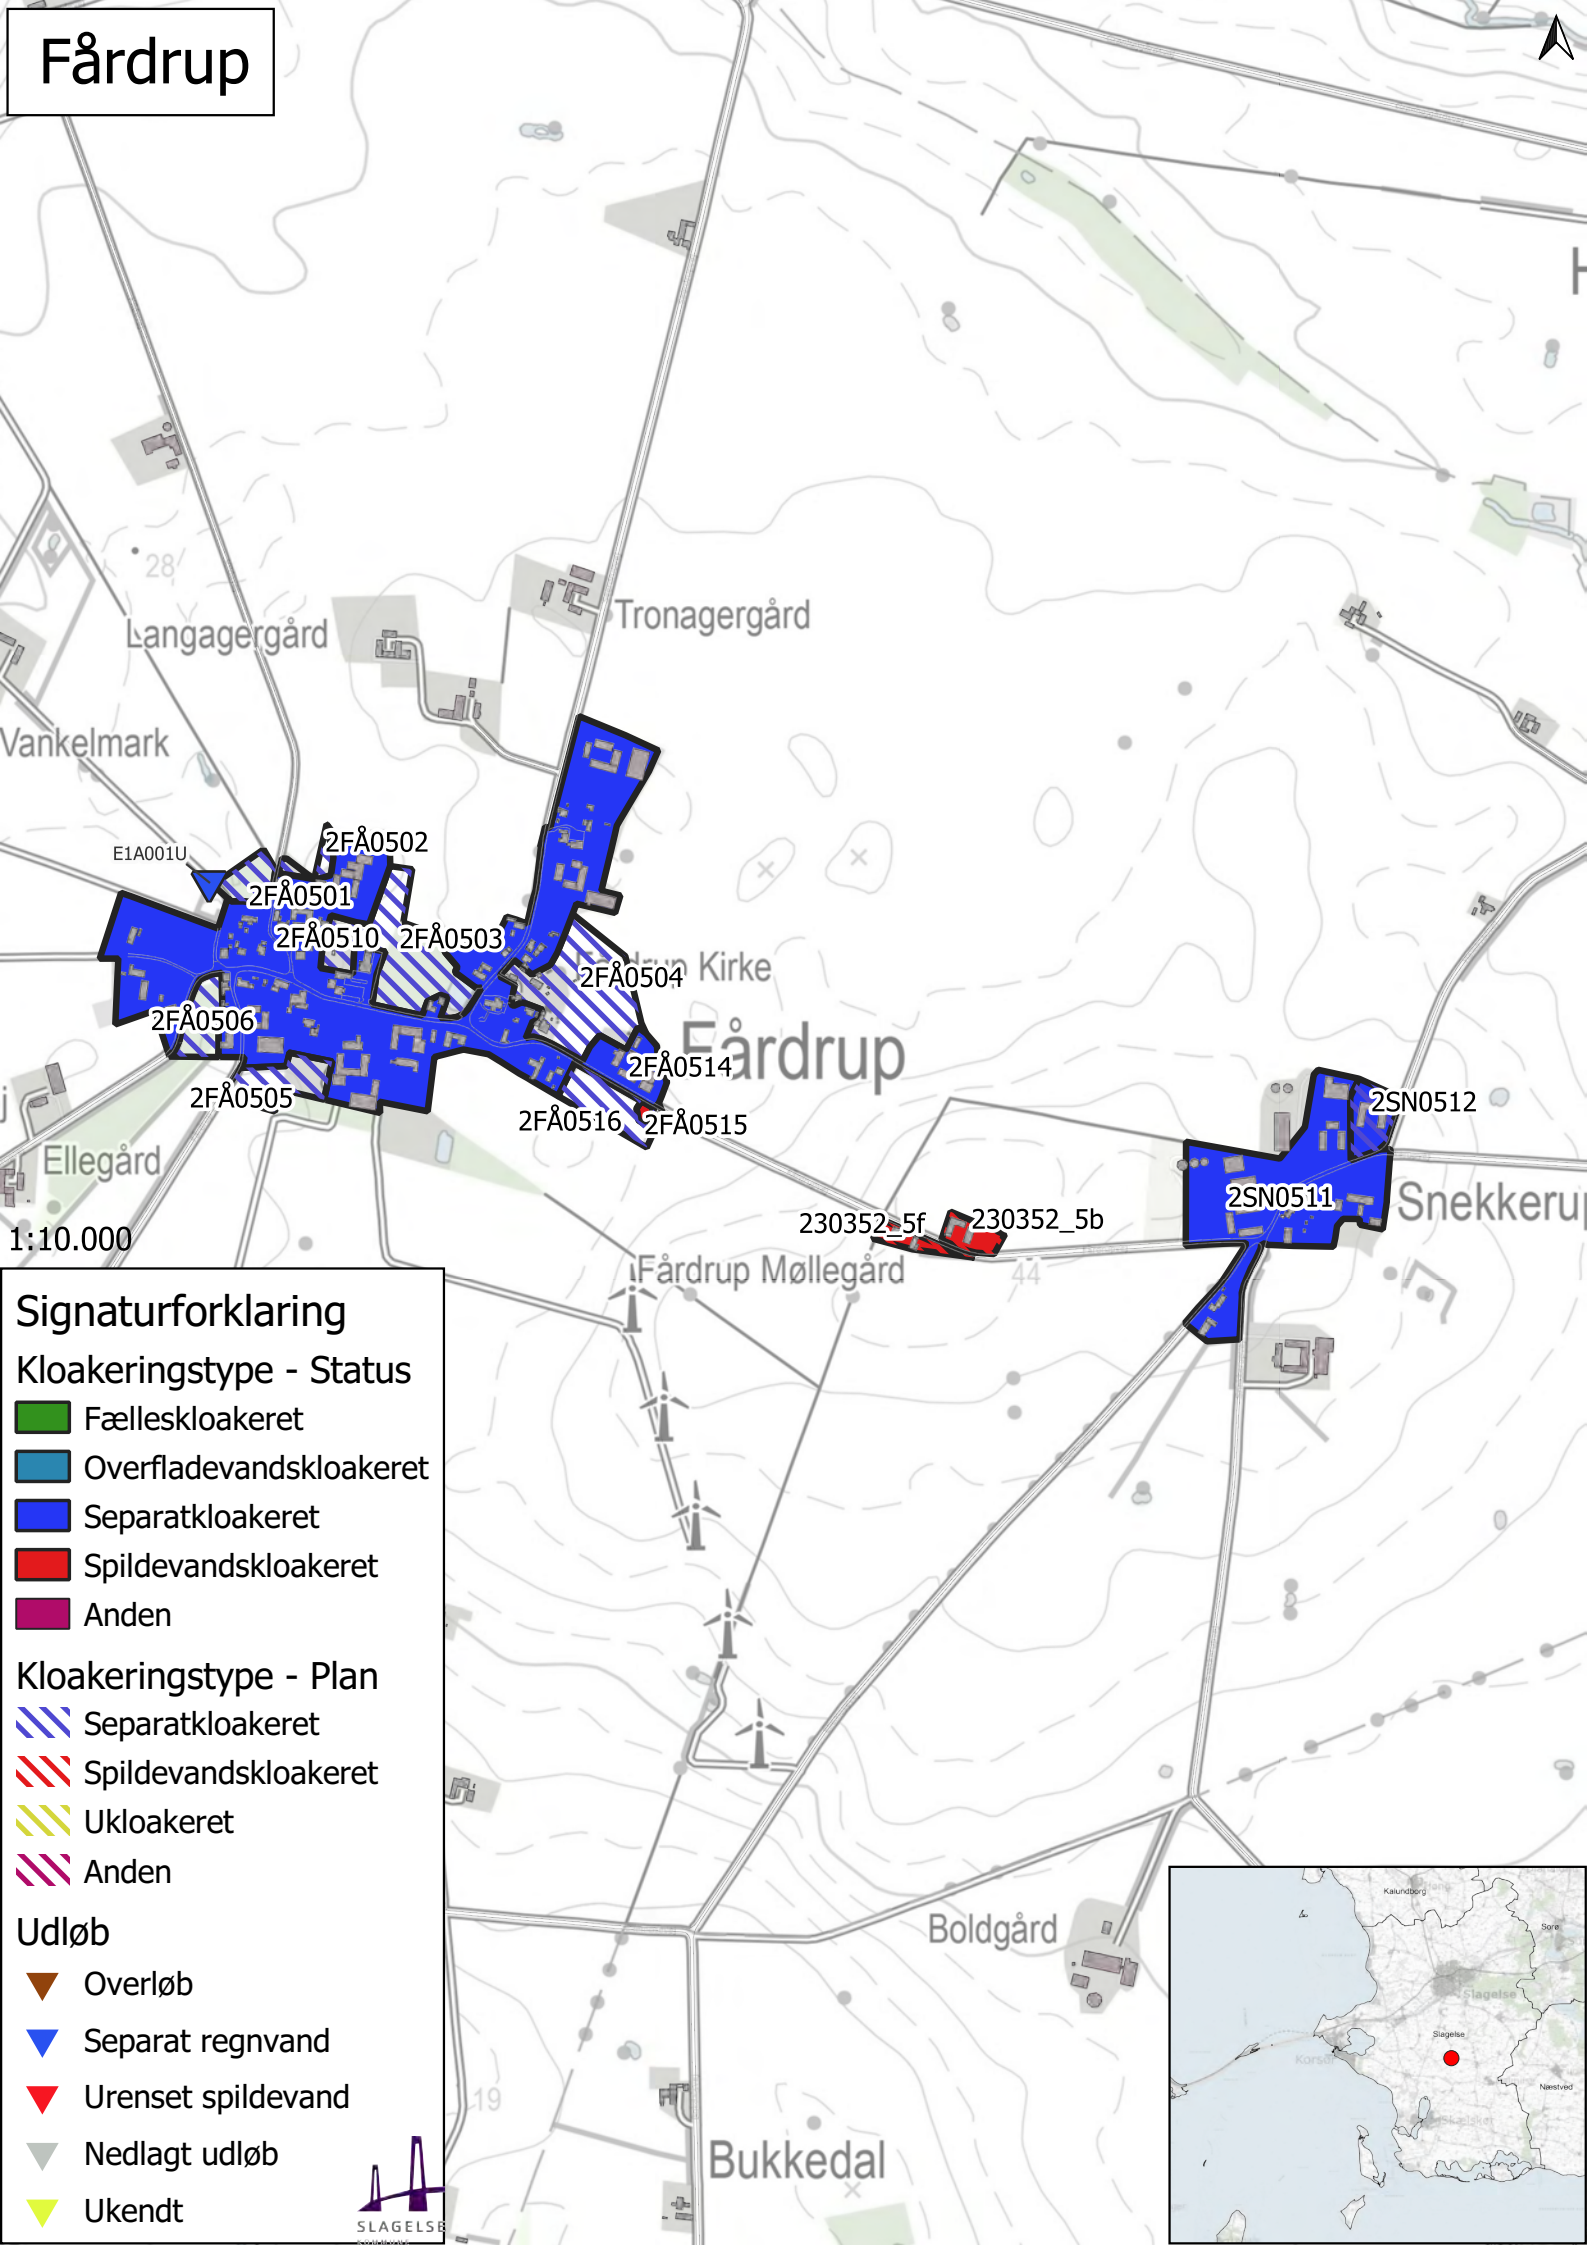 Fårdrup
28
Tronagergård
Langagergård
Vankelmark
2FÅ0502
E1A001U
2FÅ0501
2FÅ0510
2FÅ0503
Kirke
2FÅ0504
2FÅ0506
Fårdrup
2FÅ0514
2FÅ0505
2FÅ0516
2FÅ0515
2SN0512
Ellegård
2SN0511
Snekkeru
230352_5f
230352_5b
1:10.000
Fårdrup Møllegård
44
Signaturforklaring
Kloakeringstype - Status
Fælleskloakeret
Overfladevandskloakeret
Separatkloakeret
Spildevandskloakeret
Anden
Kloakeringstype - Plan
Separatkloakeret
Spildevandskloakeret
Ukloakeret
Anden
Udløb
Overløb
Separat regnvand
Urenset spildevand
Nedlagt udløb
Ukendt
SLAGELSE
Boldgård
19
Bukkedal
Kalundborg
Sorø
Slagelse
Slagelse
Korsør
Næstved
Skælskør